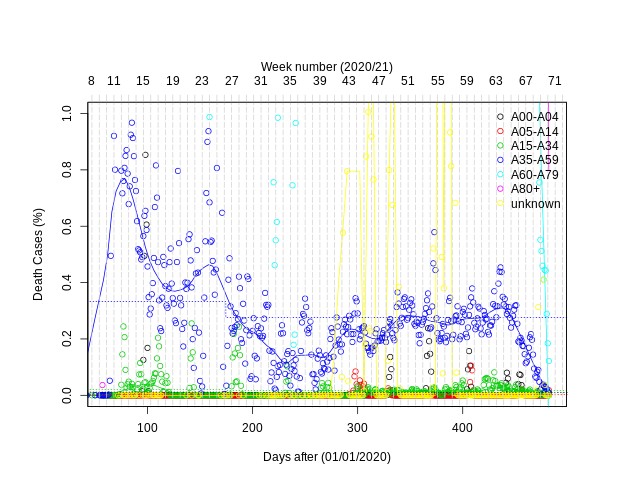 Week number (2020/21)
8 11 15 19 23 27 31 35 39 43 47 51 55 59 63 67 71
A00-A04
A05-A14
A15-A34
A35-A59
A60-A79
A80+
unknown
Death Cases (%)
1.0
0.8
0.6
0.4
0.2
0.0
100 200 300 400
Days after (01/01/2020)